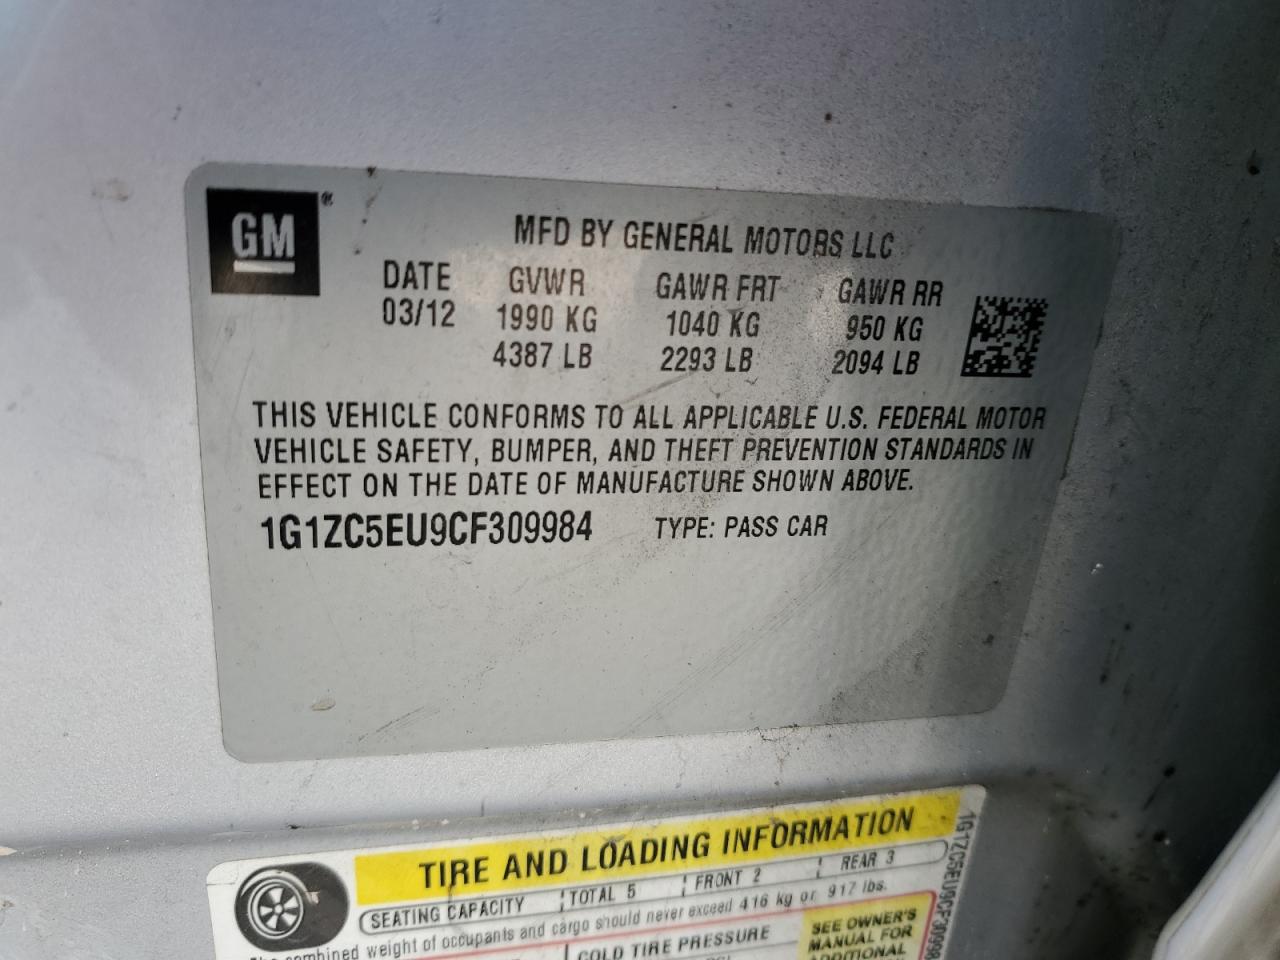 GM®
MFD BY GENERAL MOTORS LLC
DATE GVWR GAWR FRT GAWR RR
03/12 1990 KG 1040 KG 950 KG
4387 LB 2293 LB 2094 LB
THIS VEHICLE CONFORMS TO ALL APPLICABLE U.S. FEDERAL MOTOR
VEHICLE SAFETY, BUMPER, AND THEFT PREVENTION STANDARDS IN
EFFECT ON THE DATE OF MANUFACTURE SHOWN ABOVE.
1G1ZC5EU9CF309984 TYPE: PASS CAR
TIRE AND LOADING INFORMATION
SEATING CAPACITY TOTAL 5 FRONT 2 REAR 3
combined weight of occupants and cargo should never exceed 416 kg or 917 lbs.
COLD TIRE PRESSURE
SEE OWNER'S
MANUAL FOR
ADDITIONAL
1G1ZC5EU9CF30998